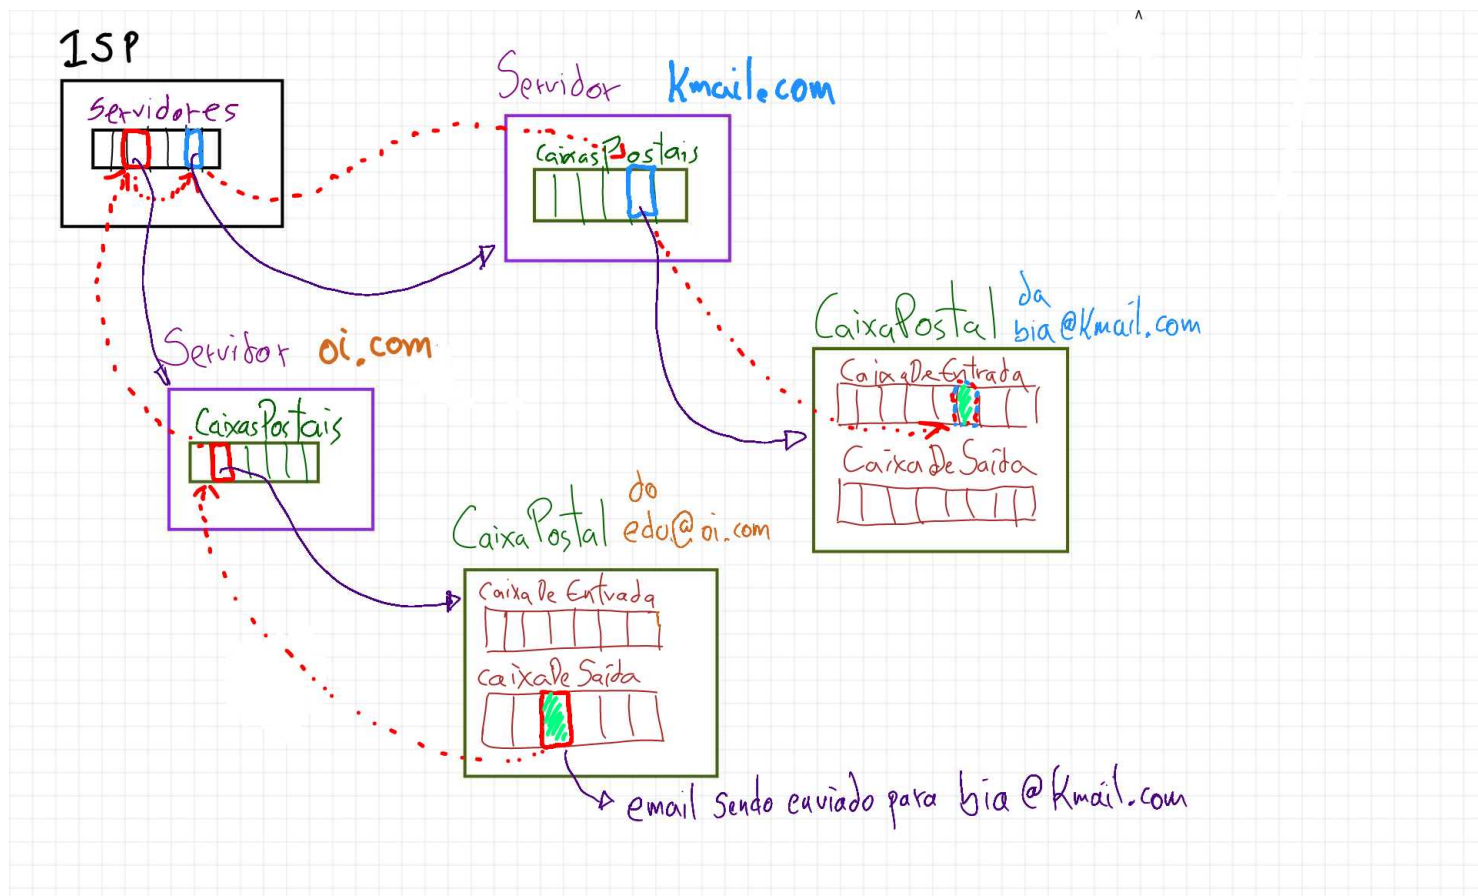 ISP
Servidores
Servidor Kmail.com
CaixasPostais
Servidor oi.com
CaixasPostais
CaixaPostal da bia@Kmail.com
CaixaDeEntrada
CaixaDeSaída
CaixaPostal do edu@oi.com
CaixaDeEntrada
CaixaDeSaída
email sendo enviado para bia@Kmail.com